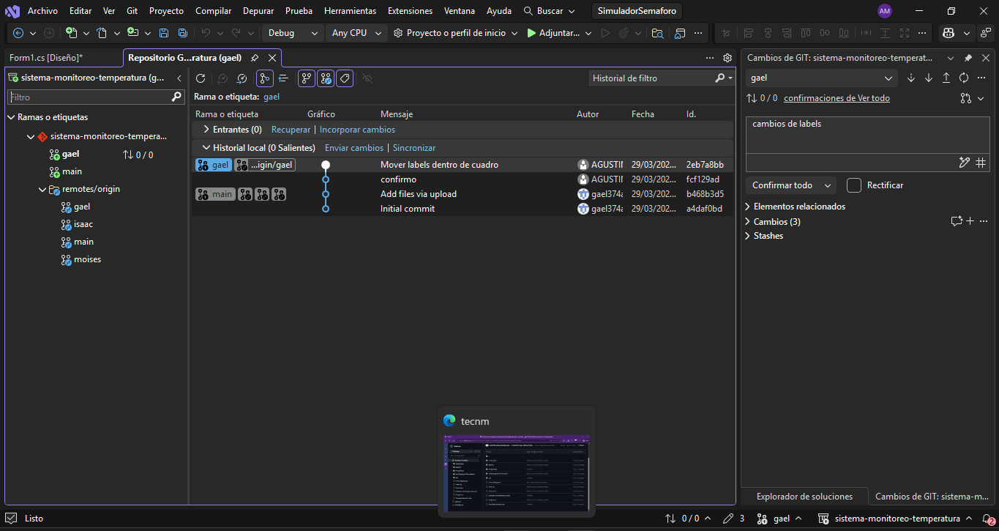 Archivo Editar Ver Git Proyecto Compilar Depurar Prueba Herramientas Extensiones Ventana Ayuda Buscar SimuladorSemaforo AM
Debug Any CPU Proyecto o perfil de inicio Adjuntar...
Form1.cs [Diseño]* Repositorio G...ratura (gael)
sistema-monitoreo-temperatura (g...
Filtro
Ramas o etiquetas
sistema-monitoreo-tempera...
gael 0 / 0
main
remotes/origin
gael
isaac
main
moises
Historial de filtro
Rama o etiqueta: gael
Rama o etiqueta Gráfico Mensaje Autor Fecha Id.
Entrantes (0) Recuperar | Incorporar cambios
Historial local (0 Salientes) Enviar cambios | Sincronizar
gael ...igin/gael Mover labels dentro de cuadro AGUSTIN 29/03/202... 2eb7a8bb
confirmo AGUSTIN 29/03/202... fcf129ad
main Add files via upload gael374a 29/03/202... b468b3d5
Initial commit gael374a 29/03/202... a4daf0bd
Cambios de GIT: sistema-monitoreo-temperat...
gael
0 / 0 confirmaciones de Ver todo
cambios de labels
Confirmar todo Rectificar
Elementos relacionados
Cambios (3)
Stashes
tecnm
Explorador de soluciones Cambios de GIT: sistema-m...
Listo 0 / 0 3 gael sistema-monitoreo-temperatura 2